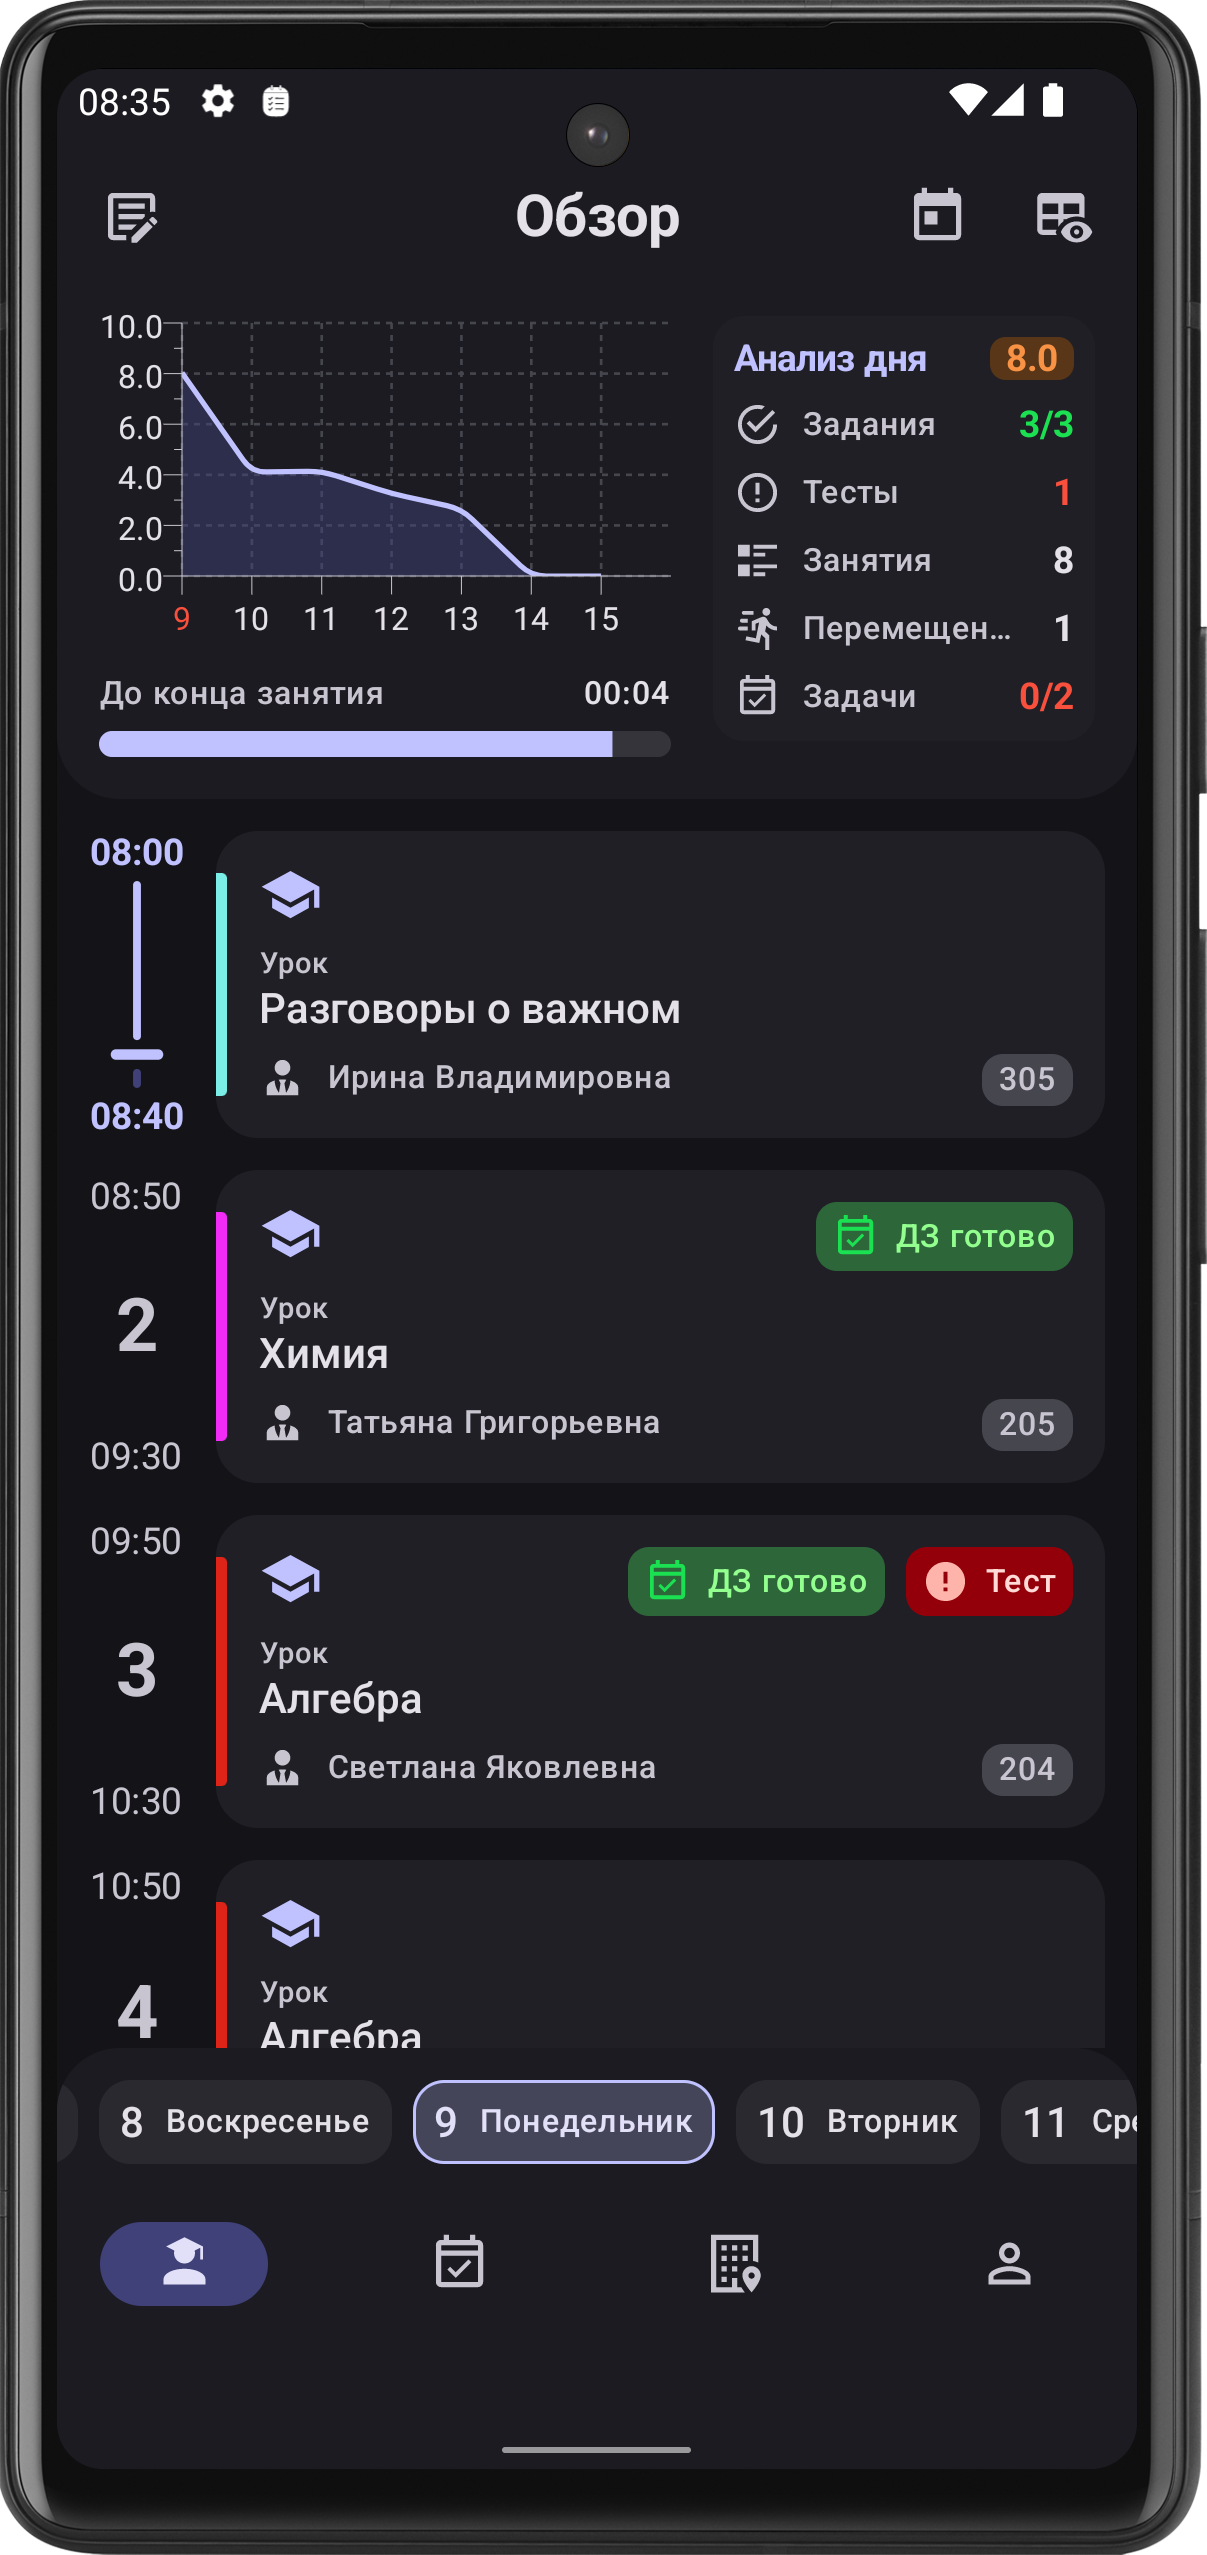 08:35
Обзор
10.0
8.0
6.0
4.0
2.0
0.0
9 10 11 12 13 14 15
До конца занятия 00:04
Анализ дня 8.0
Задания 3/3
Тесты 1
Занятия 8
Перемещен... 1
Задачи 0/2
08:00
08:40
Урок
Разговоры о важном
Ирина Владимировна 305
08:50
2
09:30
ДЗ готово
Урок
Химия
Татьяна Григорьевна 205
09:50
3
10:30
ДЗ готово Тест
Урок
Алгебра
Светлана Яковлевна 204
10:50
4
Урок
Алгебра
8 Воскресенье 9 Понедельник 10 Вторник 11 Сре